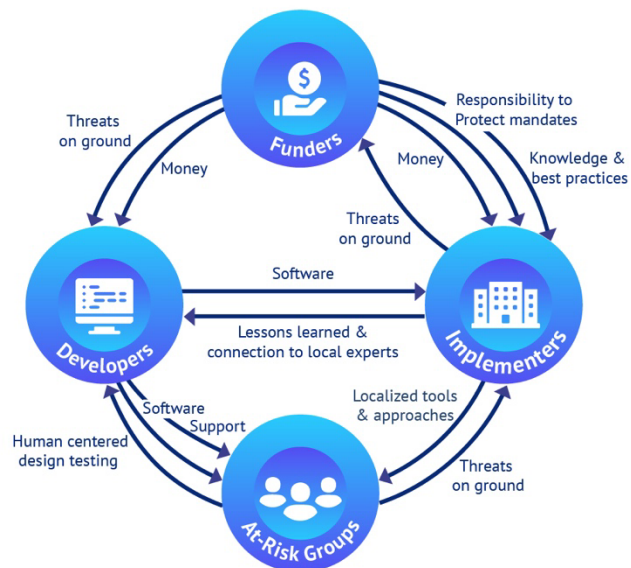 $
Funders
Threats
on ground
Money
Responsibility to
Protect mandates
Money
Knowledge &
best practices
Threats
on ground
Developers
Software
Lessons learned &
connection to local experts
Implementers
Software
Support
Human centered
design testing
Localized tools
& approaches
Threats
on ground
At-Risk Groups